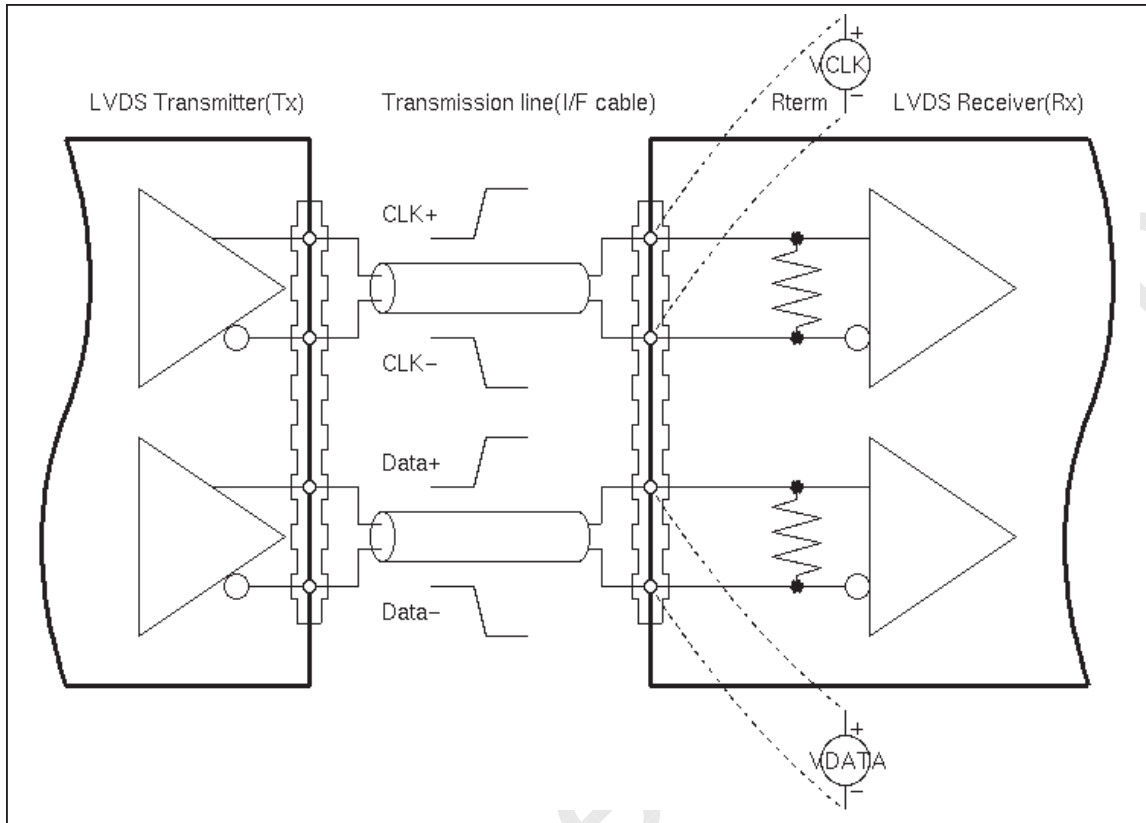 VCLK
+
−
LVDS Transmitter(Tx)
Transmission line(I/F cable)
Rterm
LVDS Receiver(Rx)
CLK+
CLK−
Data+
Data−
+
VDATA
−